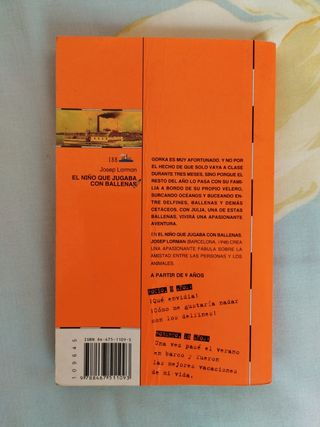 188
Josep Lorman
EL NIÑO QUE JUGABA
CON BALLENAS
GORKA ES MUY AFORTUNADO. Y NO POR
EL HECHO DE QUE SOLO VAYA A CLASE
DURANTE TRES MESES, SINO PORQUE EL
RESTO DEL AÑO LO PASA CON SU FAMI-
LIA A BORDO DE SU PROPIO VELERO,
SURCANDO OCÉANOS Y BUCEANDO EN-
TRE DELFINES, BALLENAS Y DEMÁS
CETÁCEOS. CON JULIA, UNA DE ESTAS
BALLENAS, VIVIRÁ UNA APASIONANTE
AVENTURA.
EN EL NIÑO QUE JUGABA CON BALLENAS,
JOSEP LORMAN (BARCELONA, 1948) CREA
UNA APASIONANTE FÁBULA SOBRE LA
AMISTAD ENTRE LAS PERSONAS Y LOS
ANIMALES.
A PARTIR DE 9 AÑOS
¡Qué envidia!
¡Cómo me gustaría nadar
con los delfines!
Una vez pasé el verano
en barco y fueron
las mejores vacaciones
de mi vida.
109645
ISBN 84-675-1109-5
9 788467 511093